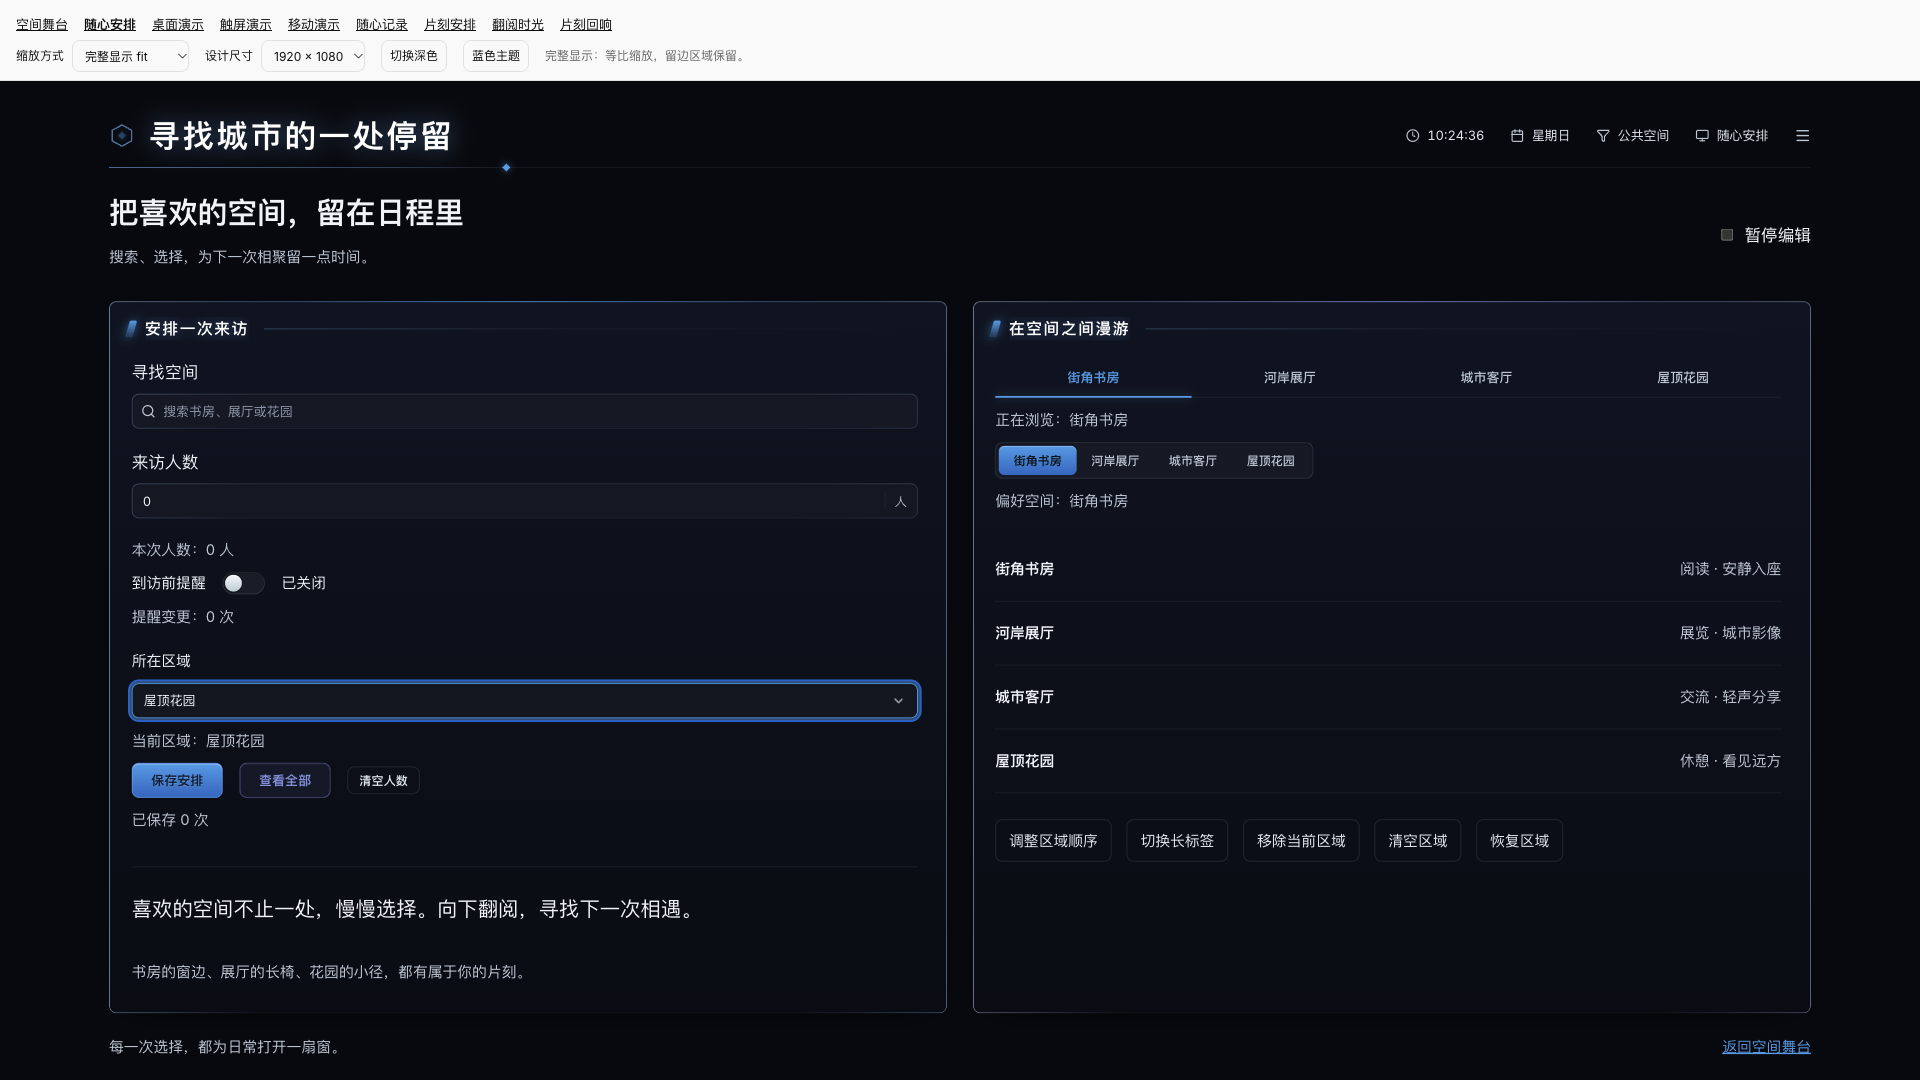 空间舞台 随心安排 桌面演示 触屏演示 移动演示 随心记录 片刻安排 翻阅时光 片刻回响
缩放方式 完整显示 fit 设计尺寸 1920 × 1080 切换深色 蓝色主题 完整显示：等比缩放，留边区域保留。
寻找城市的一处停留
10:24:36 星期日 公共空间 随心安排
把喜欢的空间，留在日程里
搜索、选择，为下一次相聚留一点时间。
暂停编辑
安排一次来访
寻找空间
搜索书房、展厅或花园
来访人数
0 人
本次人数：0 人
到访前提醒 已关闭
提醒变更：0 次
所在区域
屋顶花园
当前区域：屋顶花园
保存安排 查看全部 清空人数
已保存 0 次
喜欢的空间不止一处，慢慢选择。向下翻阅，寻找下一次相遇。
书房的窗边、展厅的长椅、花园的小径，都有属于你的片刻。
在空间之间漫游
街角书房 河岸展厅 城市客厅 屋顶花园
正在浏览：街角书房
街角书房 河岸展厅 城市客厅 屋顶花园
偏好空间：街角书房
街角书房 阅读 · 安静入座
河岸展厅 展览 · 城市影像
城市客厅 交流 · 轻声分享
屋顶花园 休憩 · 看见远方
调整区域顺序 切换长标签 移除当前区域 清空区域 恢复区域
每一次选择，都为日常打开一扇窗。
返回空间舞台